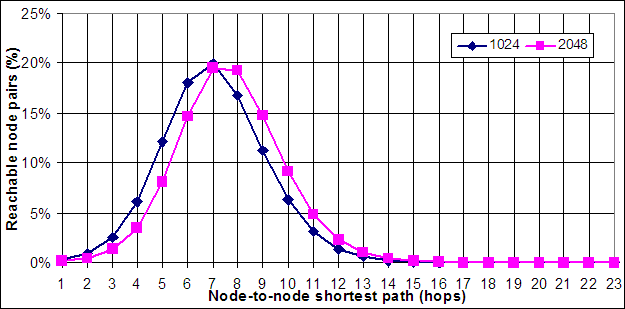 25%
20%
15%
10%
5%
0%
Reachable node pairs (%)
1024 2048
1 2 3 4 5 6 7 8 9 10 11 12 13 14 15 16 17 18 19 20 21 22 23
Node-to-node shortest path (hops)